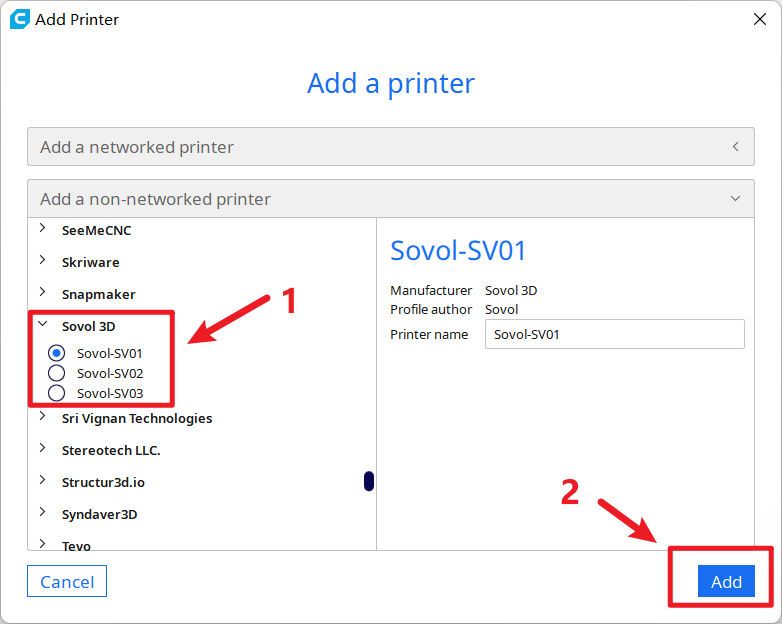 Add Printer
Add a printer
Add a networked printer
Add a non-networked printer
SeeMeCNC
Skriware
Snapmaker
Sovol 3D
Sovol-SV01
Sovol-SV02
Sovol-SV03
Sri Vignan Technologies
Stereotech LLC.
Structur3d.io
Syndaver3D
Tevo
1
Sovol-SV01
Manufacturer Sovol 3D
Profile author Sovol
Printer name Sovol-SV01
2
Cancel
Add